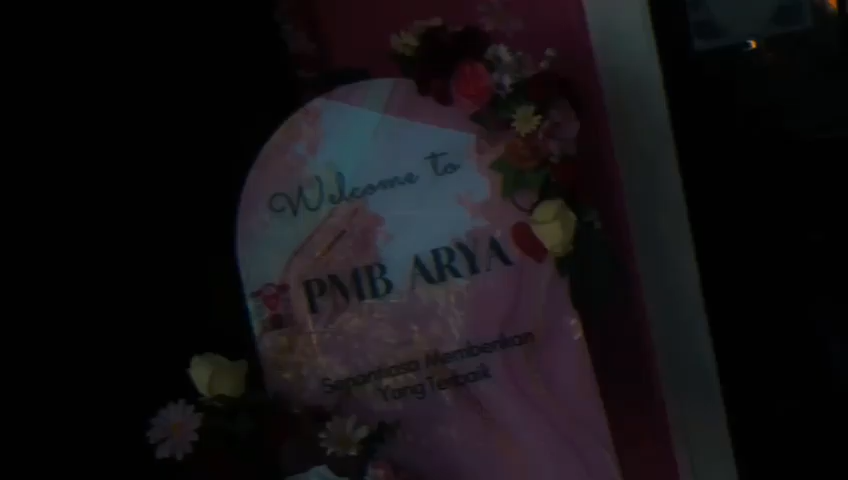 Welcome to
PMB ARYA
Senantiasa Memberikan
Yang Terbaik